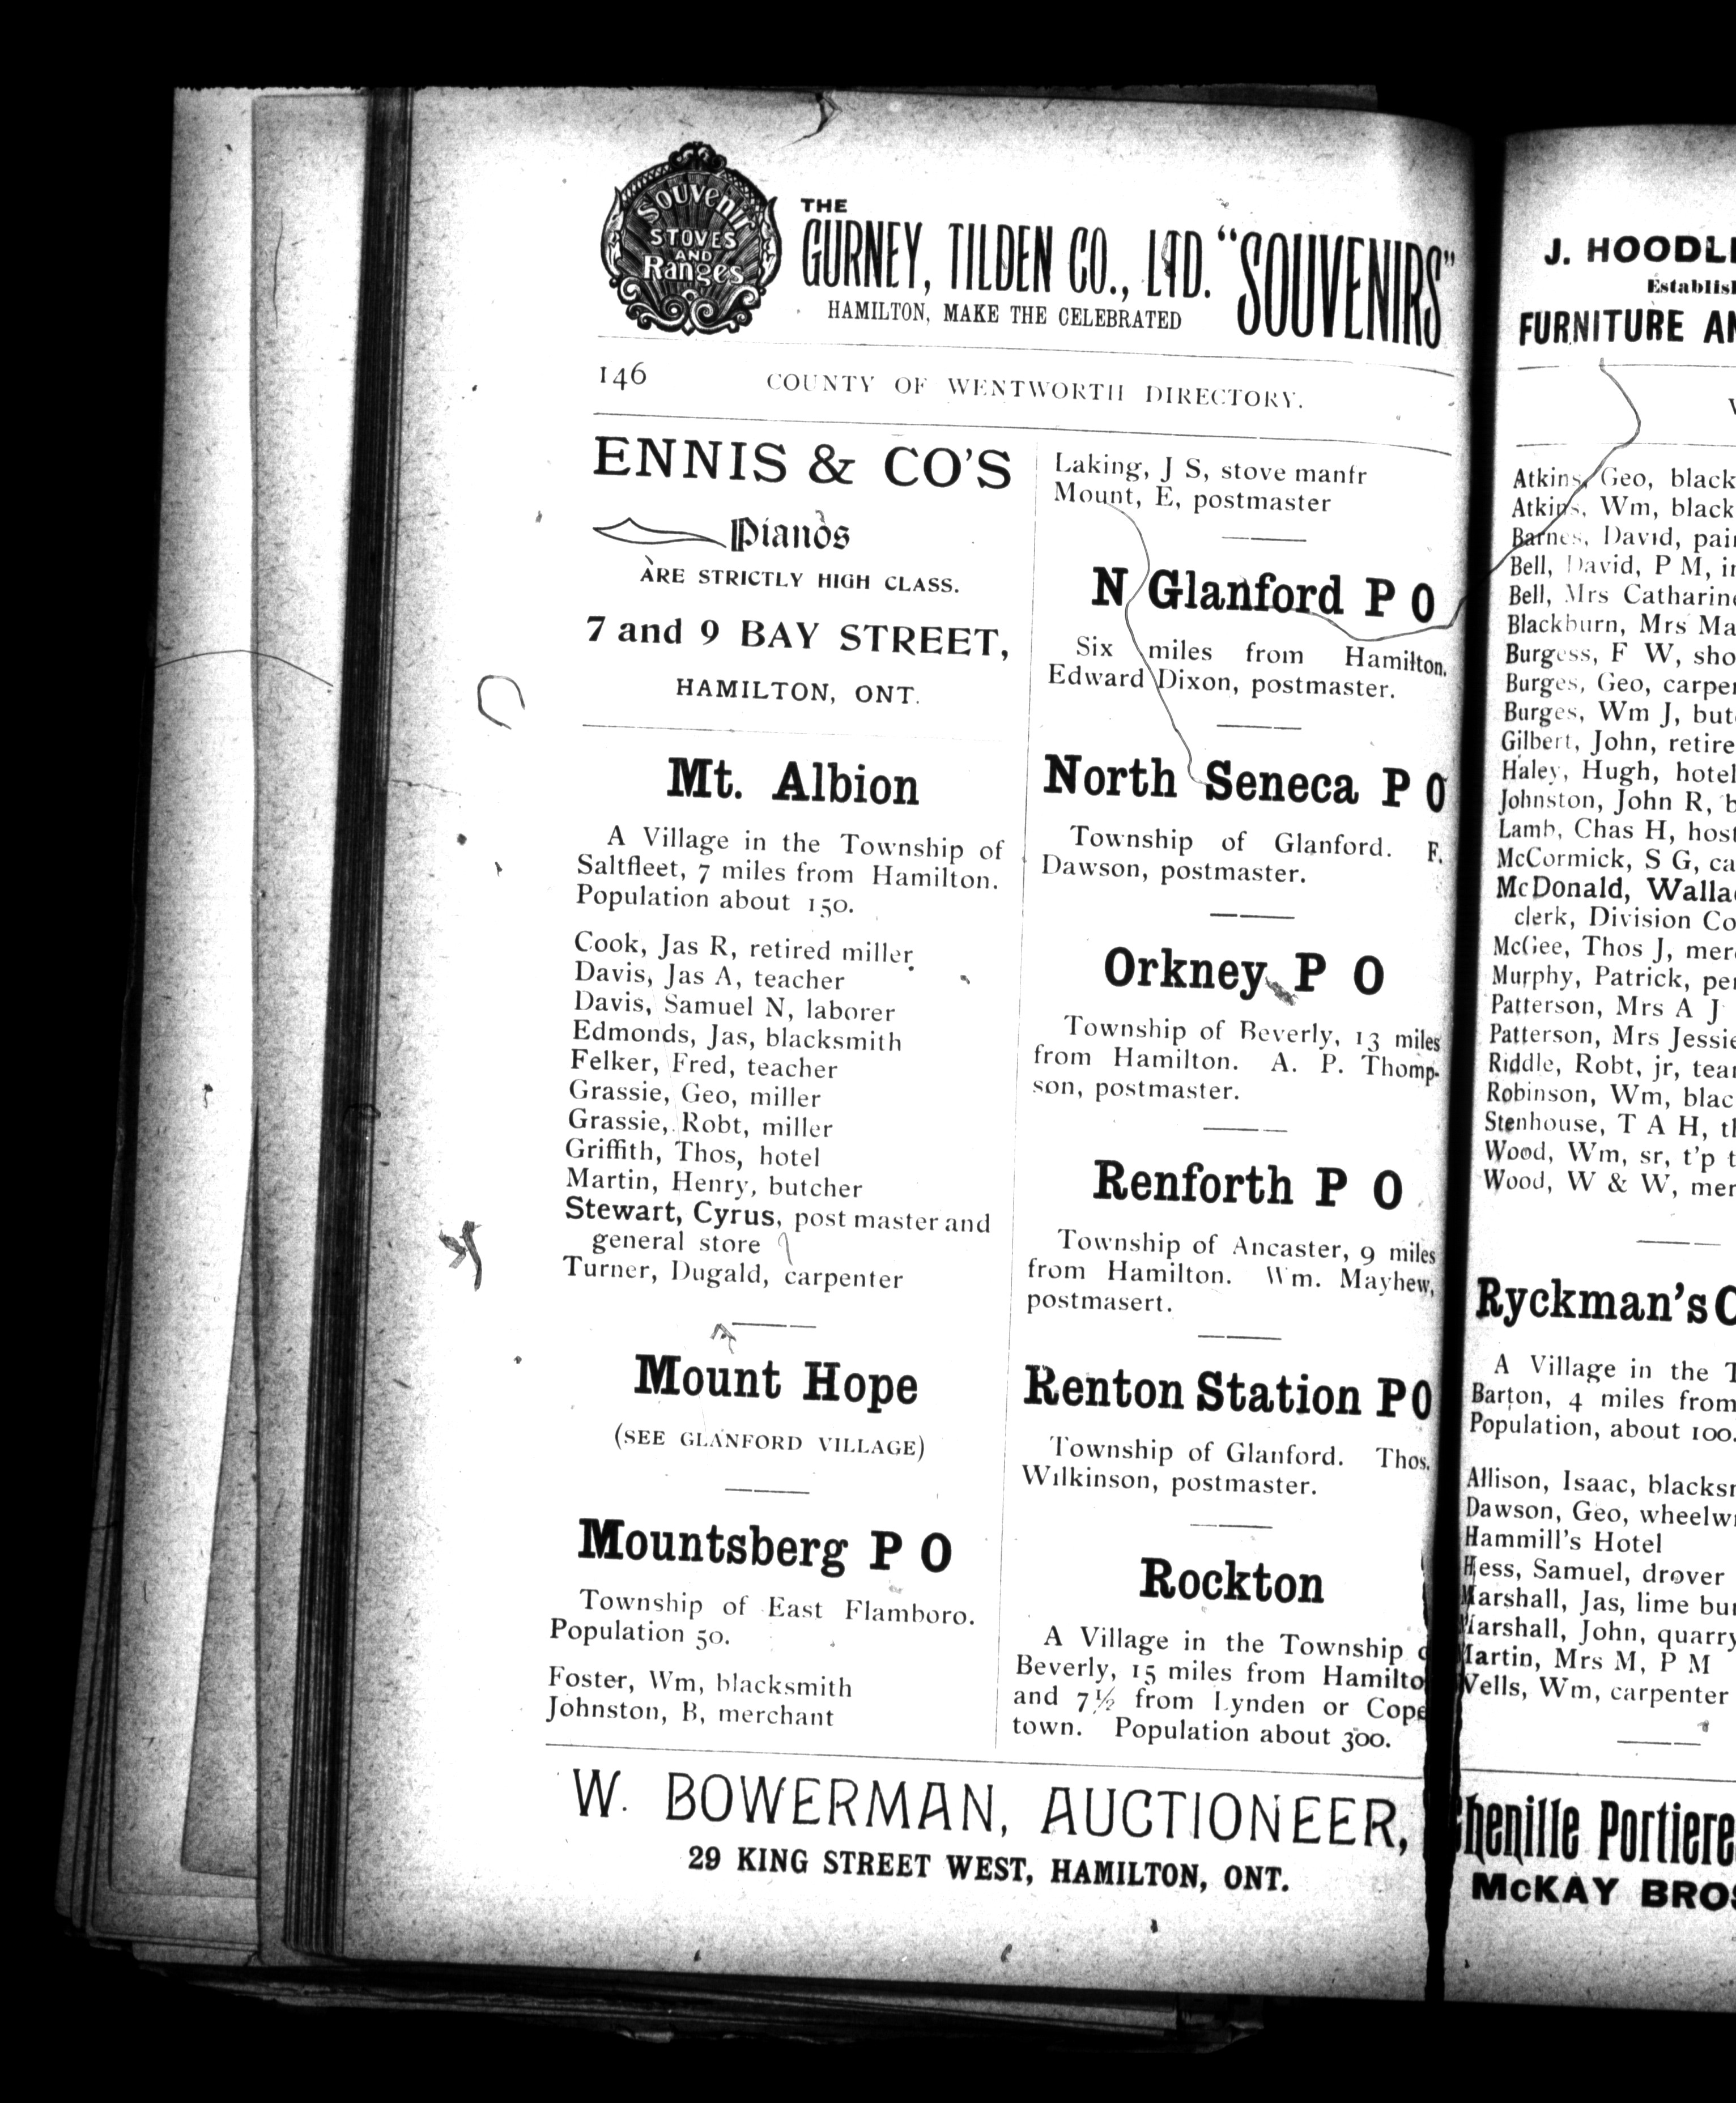 Souvenir
STOVES
AND
Ranges
THE
GURNEY, TILDEN CO., LTD. "SOUVENIRS"
HAMILTON, MAKE THE CELEBRATED
146 COUNTY OF WENTWORTH DIRECTORY.
ENNIS & CO'S
Pianos
ARE STRICTLY HIGH CLASS.
7 and 9 BAY STREET,
HAMILTON, ONT.
Mt. Albion
A Village in the Township of
Saltfleet, 7 miles from Hamilton.
Population about 150.
Cook, Jas R, retired miller
Davis, Jas A, teacher
Davis, Samuel N, laborer
Edmonds, Jas, blacksmith
Felker, Fred, teacher
Grassie, Geo, miller
Grassie, Robt, miller
Griffith, Thos, hotel
Martin, Henry, butcher
Stewart, Cyrus, post master and
general store
Turner, Dugald, carpenter
Mount Hope
(SEE GLANFORD VILLAGE)
Mountsberg P O
Township of East Flamboro.
Population 50.
Foster, Wm, blacksmith
Johnston, B, merchant
Laking, J S, stove manfr
Mount, E, postmaster
N Glanford P O
Six miles from Hamilton.
Edward Dixon, postmaster.
North Seneca P O
Township of Glanford. F.
Dawson, postmaster.
Orkney P O
Township of Beverly, 13 miles
from Hamilton. A. P. Thomp-
son, postmaster.
Renforth P O
Township of Ancaster, 9 miles
from Hamilton. Wm. Mayhew,
postmasert.
Renton Station P O
Township of Glanford. Thos.
Wilkinson, postmaster.
Rockton
A Village in the Township
Beverly, 15 miles from Hamilto
and 7½ from Lynden or Cope
town. Population about 300.
W. BOWERMAN, AUCTIONEER,
29 KING STREET WEST, HAMILTON, ONT.
J. HOODL
Establis
FURNITURE AN
Atkins, Geo, black
Atkins, Wm, black
Barnes, David, pai
Bell, David, P M, i
Bell, Mrs Catharin
Blackburn, Mrs Ma
Burgess, F W, sho
Burges, Geo, carpe
Burges, Wm J, but
Gilbert, John, retire
Haley, Hugh, hotel
Johnston, John R, b
Lamb, Chas H, host
McCormick, S G, ca
McDonald, Walla
clerk, Division Co
McGee, Thos J, mer
Murphy, Patrick, pe
Patterson, Mrs A J
Patterson, Mrs Jessie
Riddle, Robt, jr, tea
Robinson, Wm, blac
Stenhouse, T A H, t
Wood, Wm, sr, t'p t
Wood, W & W, mer
Ryckman's C
A Village in the T
Barton, 4 miles from
Population, about 100.
Allison, Isaac, blacks
Dawson, Geo, wheelw
Hammill's Hotel
Hess, Samuel, drover
Marshall, Jas, lime bu
Marshall, John, quarry
Martin, Mrs M, P M
Wells, Wm, carpenter
Chenille Portiere
McKAY BROS